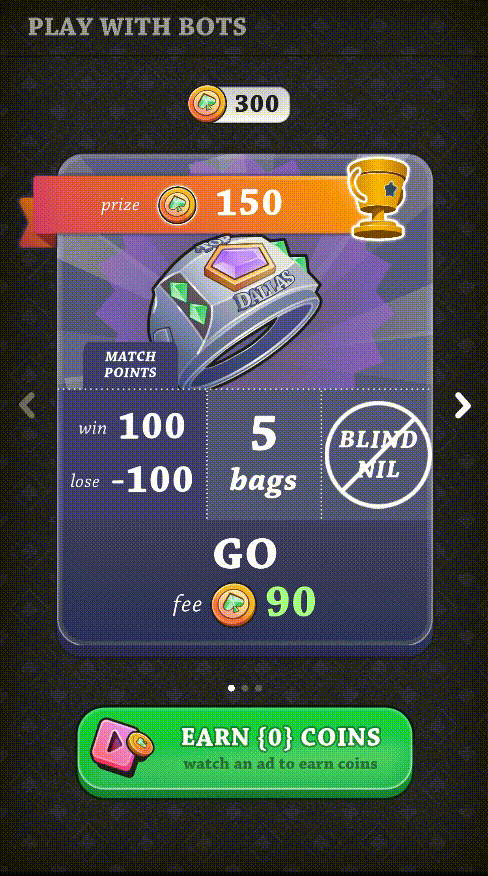 PLAY WITH BOTS
300
prize 150
DALLAS
MATCH
POINTS
win 100
lose -100
5
bags
BLIND
NIL
GO
fee 90
EARN {0} COINS
watch an ad to earn coins